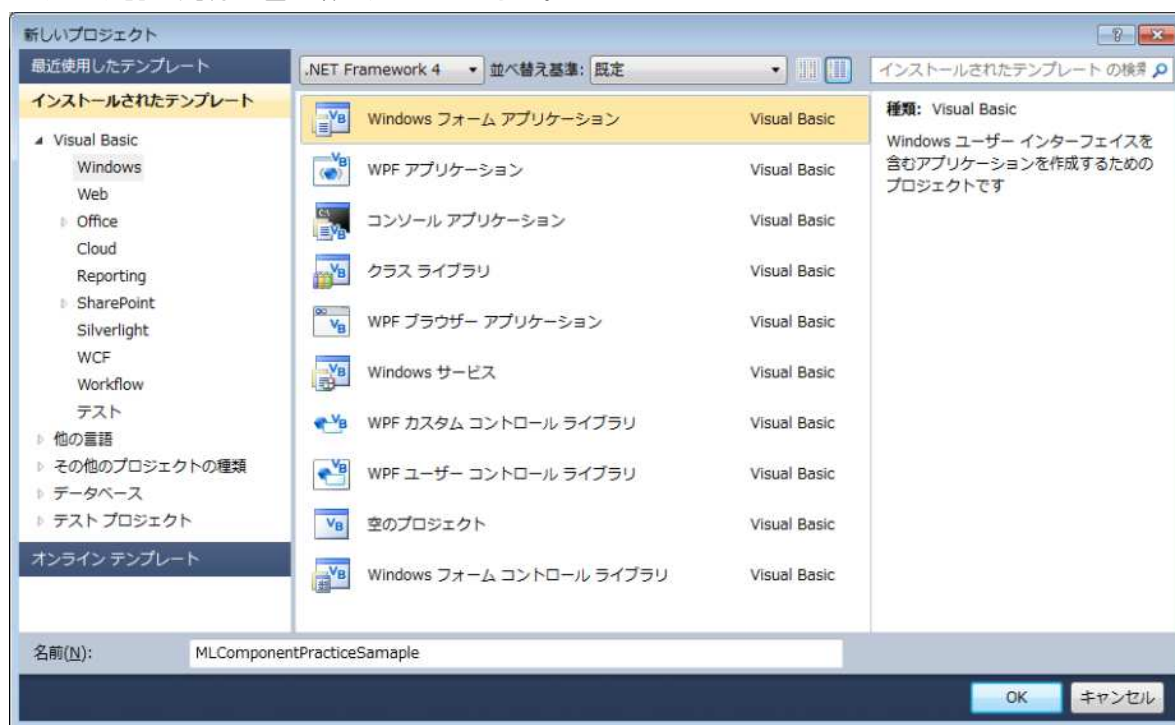 新しいプロジェクト
最近使用したテンプレート
.NET Framework 4
並べ替え基準: 既定
インストールされたテンプレート の検索
インストールされたテンプレート
Visual Basic
Windows
Web
Office
Cloud
Reporting
SharePoint
Silverlight
WCF
Workflow
テスト
他の言語
その他のプロジェクトの種類
データベース
テスト プロジェクト
オンライン テンプレート
Windows フォーム アプリケーション Visual Basic
WPF アプリケーション Visual Basic
コンソール アプリケーション Visual Basic
クラス ライブラリ Visual Basic
WPF ブラウザー アプリケーション Visual Basic
Windows サービス Visual Basic
WPF カスタム コントロール ライブラリ Visual Basic
WPF ユーザー コントロール ライブラリ Visual Basic
空のプロジェクト Visual Basic
Windows フォーム コントロール ライブラリ Visual Basic
種類: Visual Basic
Windows ユーザー インターフェイスを
含むアプリケーションを作成するための
プロジェクトです
名前(N): MLComponentPracticeSamaple
OK キャンセル